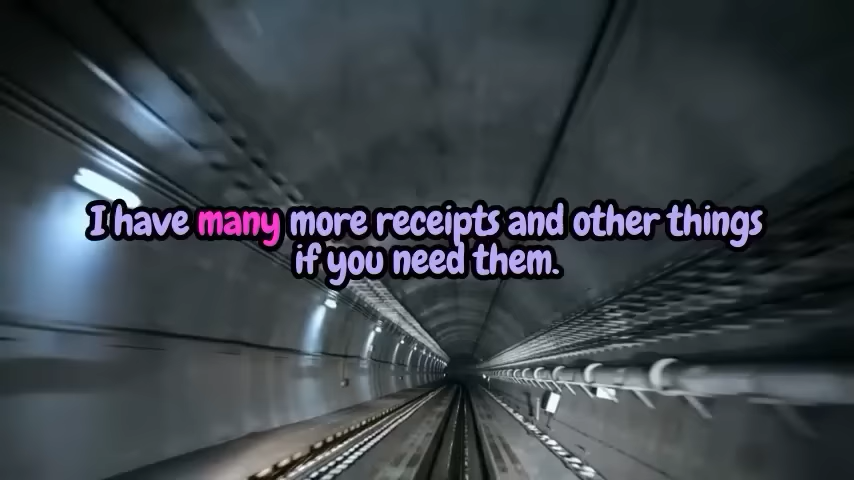 I have many more receipts and other things
if you need them.